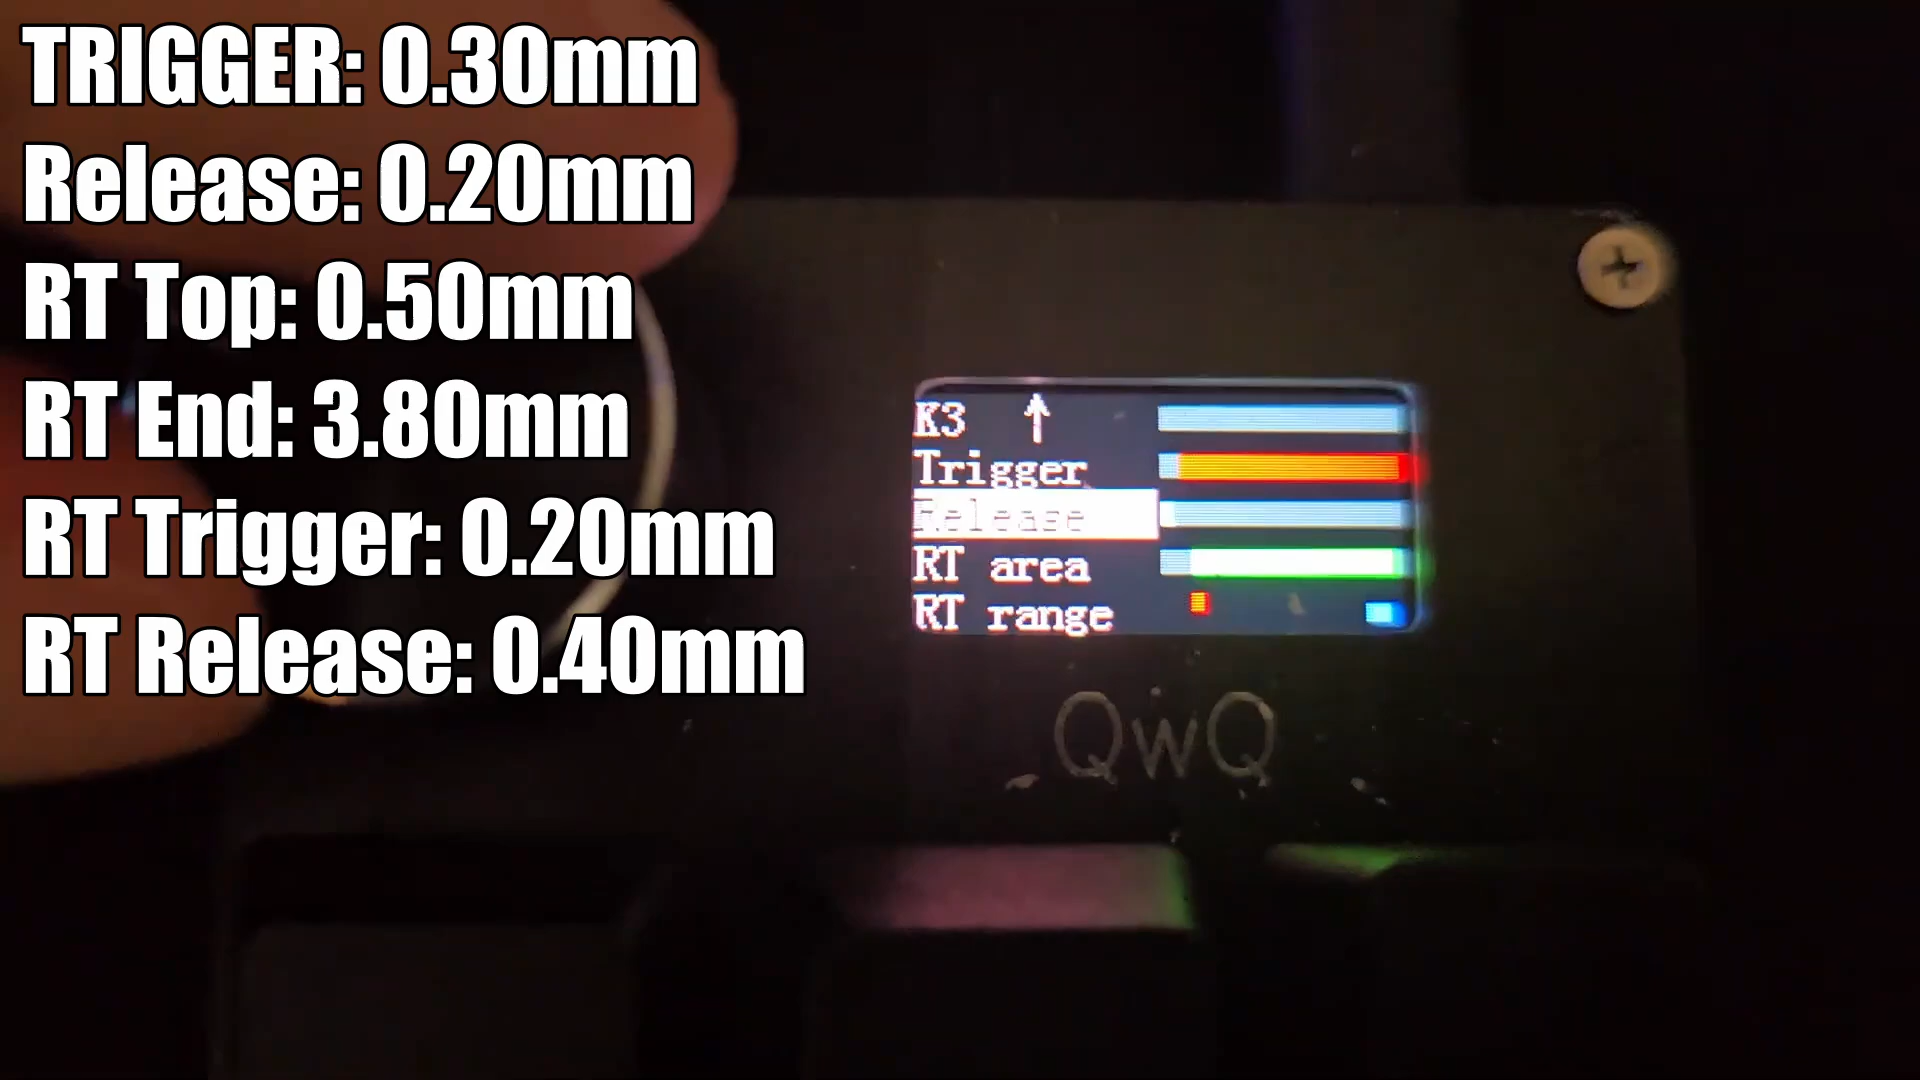 TRIGGER: 0.30mm
Release: 0.20mm
RT Top: 0.50mm
RT End: 3.80mm
RT Trigger: 0.20mm
RT Release: 0.40mm
K3 ↑
Trigger
Release
RT area
RT range
QwQ